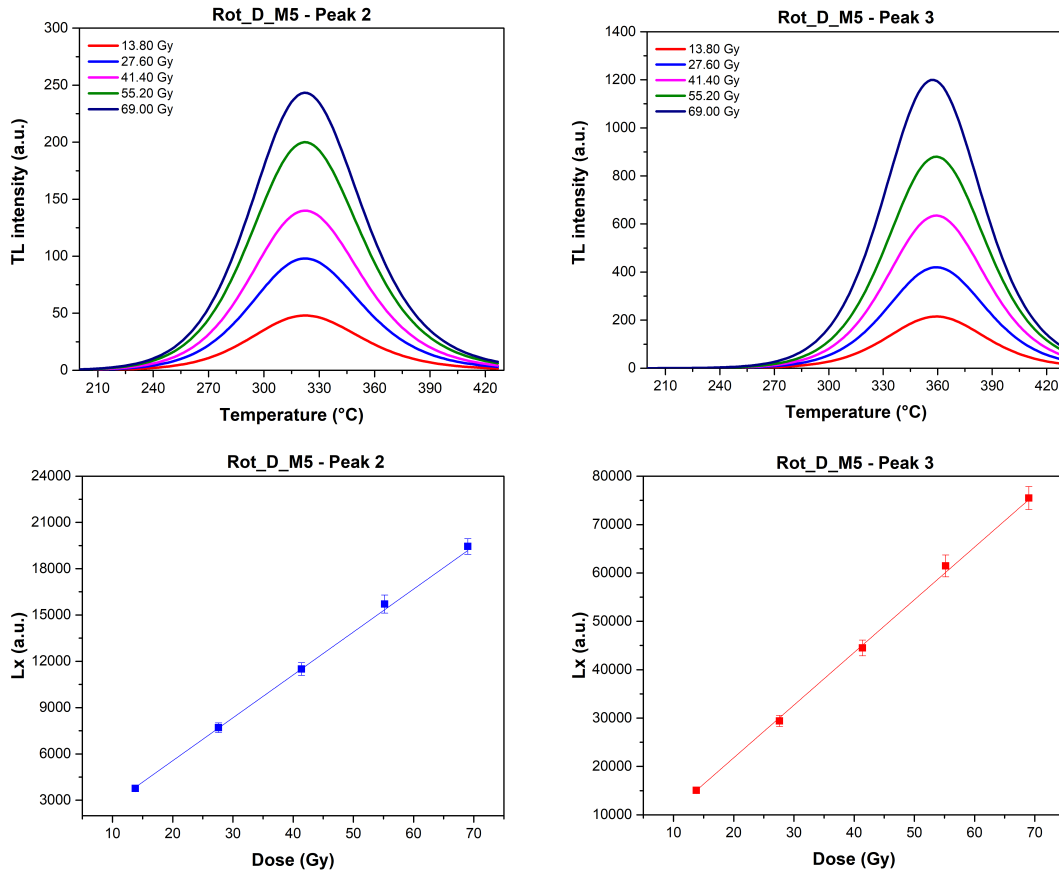 Rot_D_M5 - Peak 2
300
250
200
150
100
50
0
TL intensity (a.u.)
13.80 Gy
27.60 Gy
41.40 Gy
55.20 Gy
69.00 Gy
210 240 270 300 330 360 390 420
Temperature (°C)
Rot_D_M5 - Peak 3
1400
1200
1000
800
600
400
200
0
TL intensity (a.u.)
13.80 Gy
27.60 Gy
41.40 Gy
55.20 Gy
69.00 Gy
210 240 270 300 330 360 390 420
Temperature (°C)
Rot_D_M5 - Peak 2
24000
21000
18000
15000
12000
9000
6000
3000
Lx (a.u.)
10 20 30 40 50 60 70
Dose (Gy)
Rot_D_M5 - Peak 3
80000
70000
60000
50000
40000
30000
20000
10000
Lx (a.u.)
10 20 30 40 50 60 70
Dose (Gy)